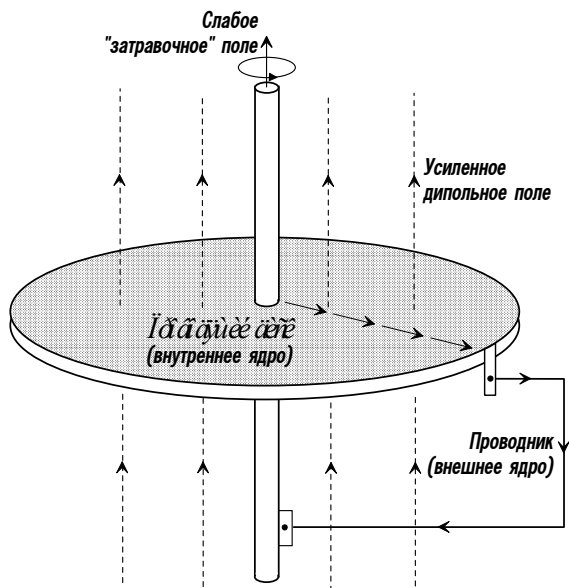 Слабое
"затравочное" поле
Усиленное
дипольное поле
(внутреннее ядро)
Проводник
(внешнее ядро)